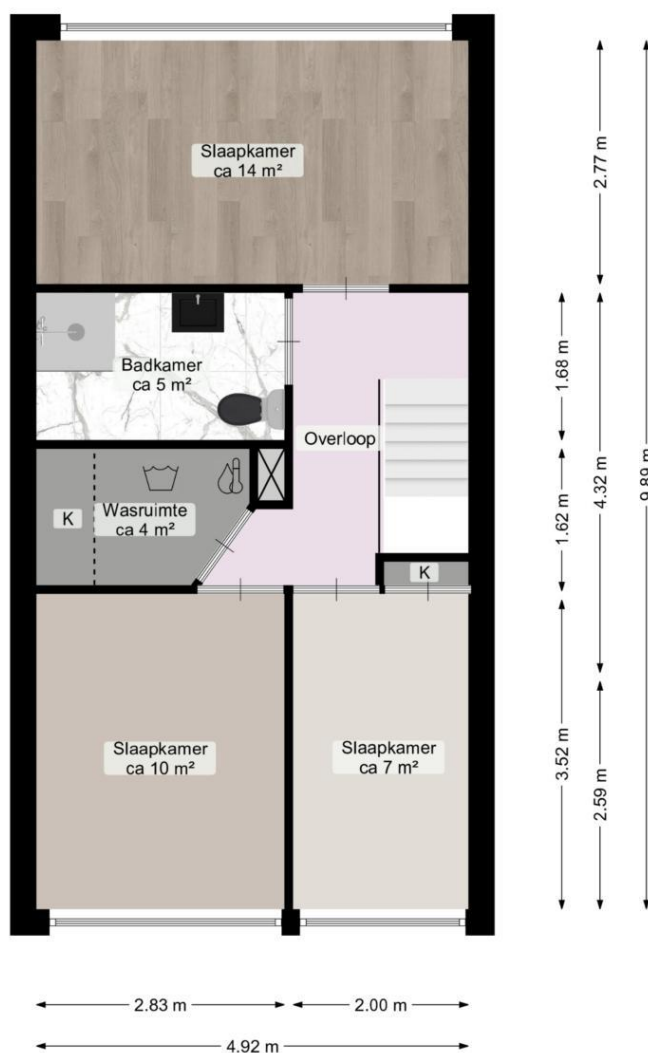 Slaapkamer
ca 14 m²
2.77 m
Badkamer
ca 5 m²
1.68 m
Overloop
4.32 m
9.89 m
K
Wasruimte
ca 4 m²
1.62 m
K
Slaapkamer
ca 10 m²
Slaapkamer
ca 7 m²
3.52 m
2.59 m
2.83 m
2.00 m
4.92 m